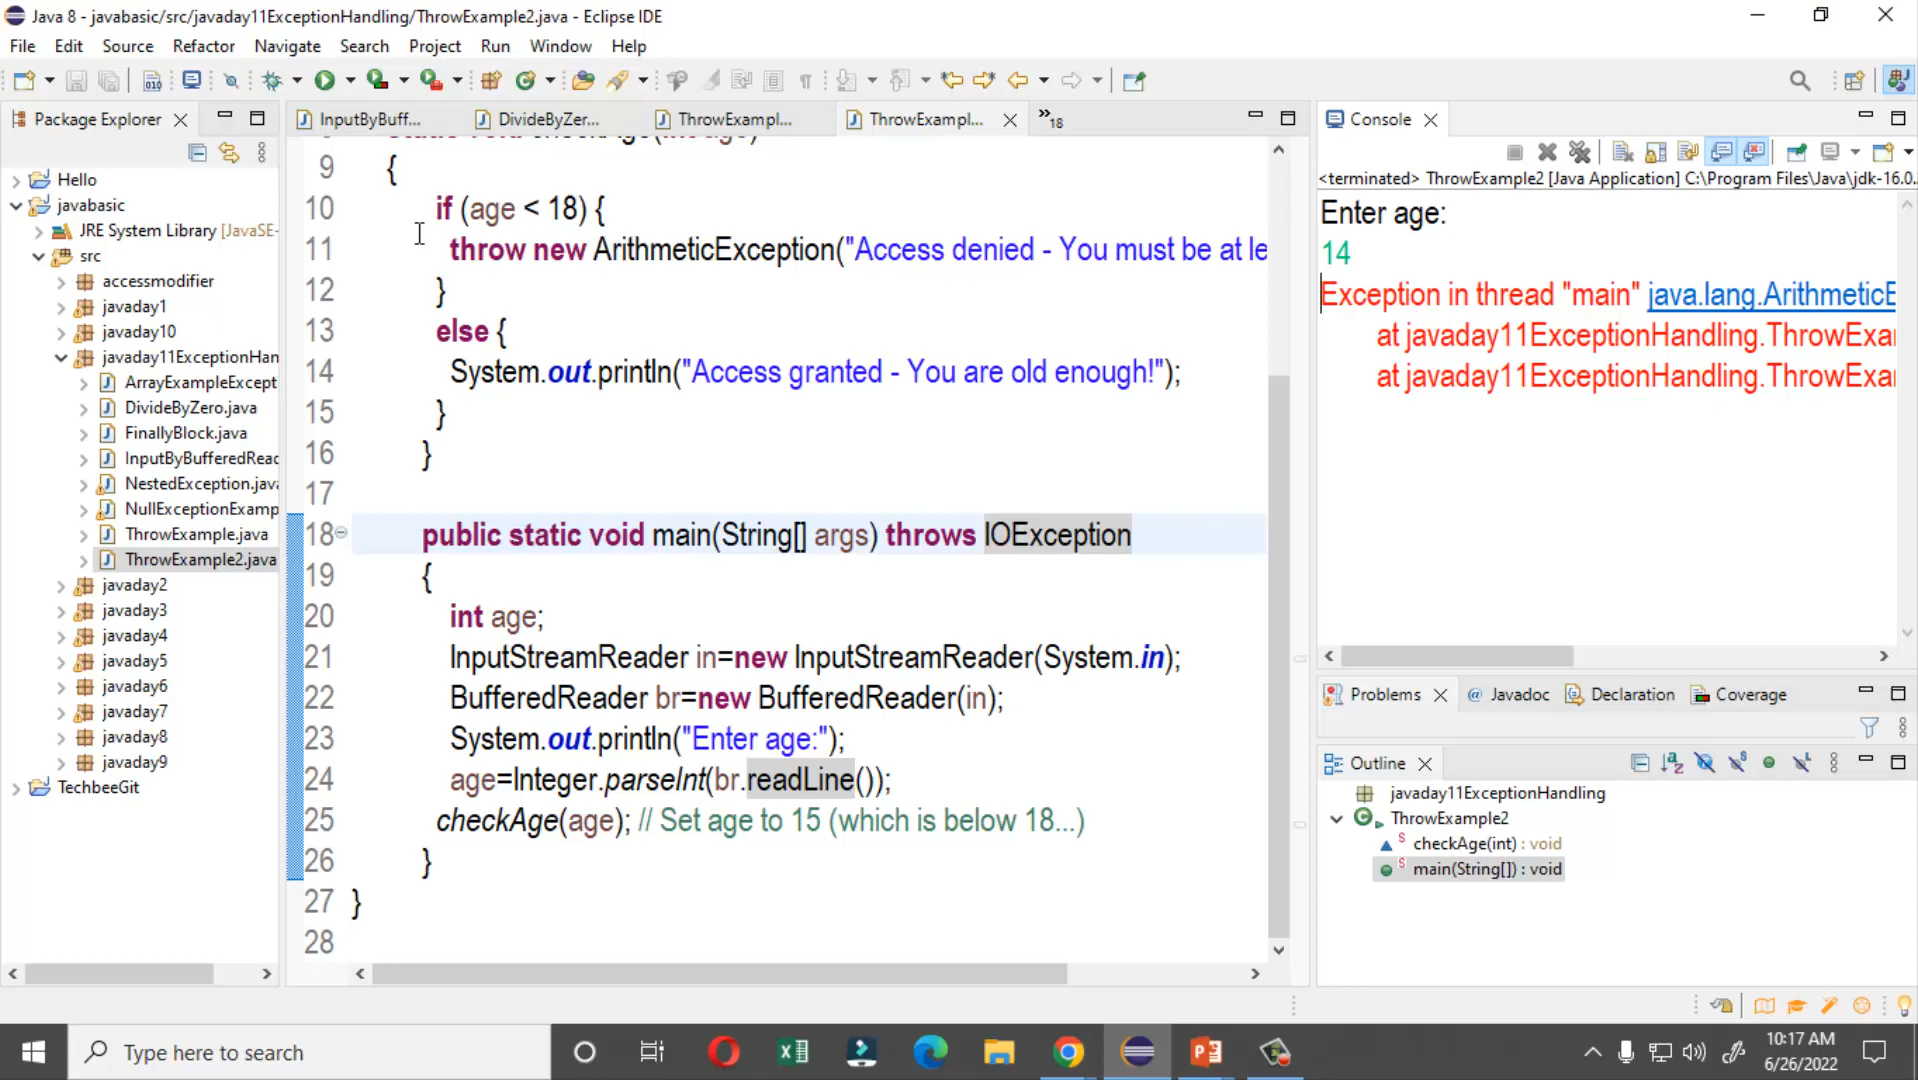 Java 8 - javabasic/src/javaday11ExceptionHandling/ThrowExample2.java - Eclipse IDE
File Edit Source Refactor Navigate Search Project Run Window Help
Package Explorer
Hello
javabasic
JRE System Library [JavaSE-
src
accessmodifier
javaday1
javaday10
javaday11ExceptionHan
ArrayExampleExcept
DivideByZero.java
FinallyBlock.java
InputByBufferedRead
NestedException.java
NullExceptionExamp
ThrowExample.java
ThrowExample2.java
javaday2
javaday3
javaday4
javaday5
javaday6
javaday7
javaday8
javaday9
TechbeeGit
InputByBuff... DivideByZer... ThrowExampl... ThrowExampl... »18
9 {
10 if (age < 18) {
11 throw new ArithmeticException("Access denied - You must be at le
12 }
13 else {
14 System.out.println("Access granted - You are old enough!");
15 }
16 }
17
18 public static void main(String[] args) throws IOException
19 {
20 int age;
21 InputStreamReader in=new InputStreamReader(System.in);
22 BufferedReader br=new BufferedReader(in);
23 System.out.println("Enter age:");
24 age=Integer.parseInt(br.readLine());
25 checkAge(age); // Set age to 15 (which is below 18...)
26 }
27 }
28
Console
<terminated> ThrowExample2 [Java Application] C:\Program Files\Java\jdk-16.0.
Enter age:
14
Exception in thread "main" java.lang.ArithmeticE
at javaday11ExceptionHandling.ThrowExa
at javaday11ExceptionHandling.ThrowExa
Problems @ Javadoc Declaration Coverage
Outline
javaday11ExceptionHandling
ThrowExample2
checkAge(int) : void
main(String[]) : void
Type here to search
10:17 AM
6/26/2022